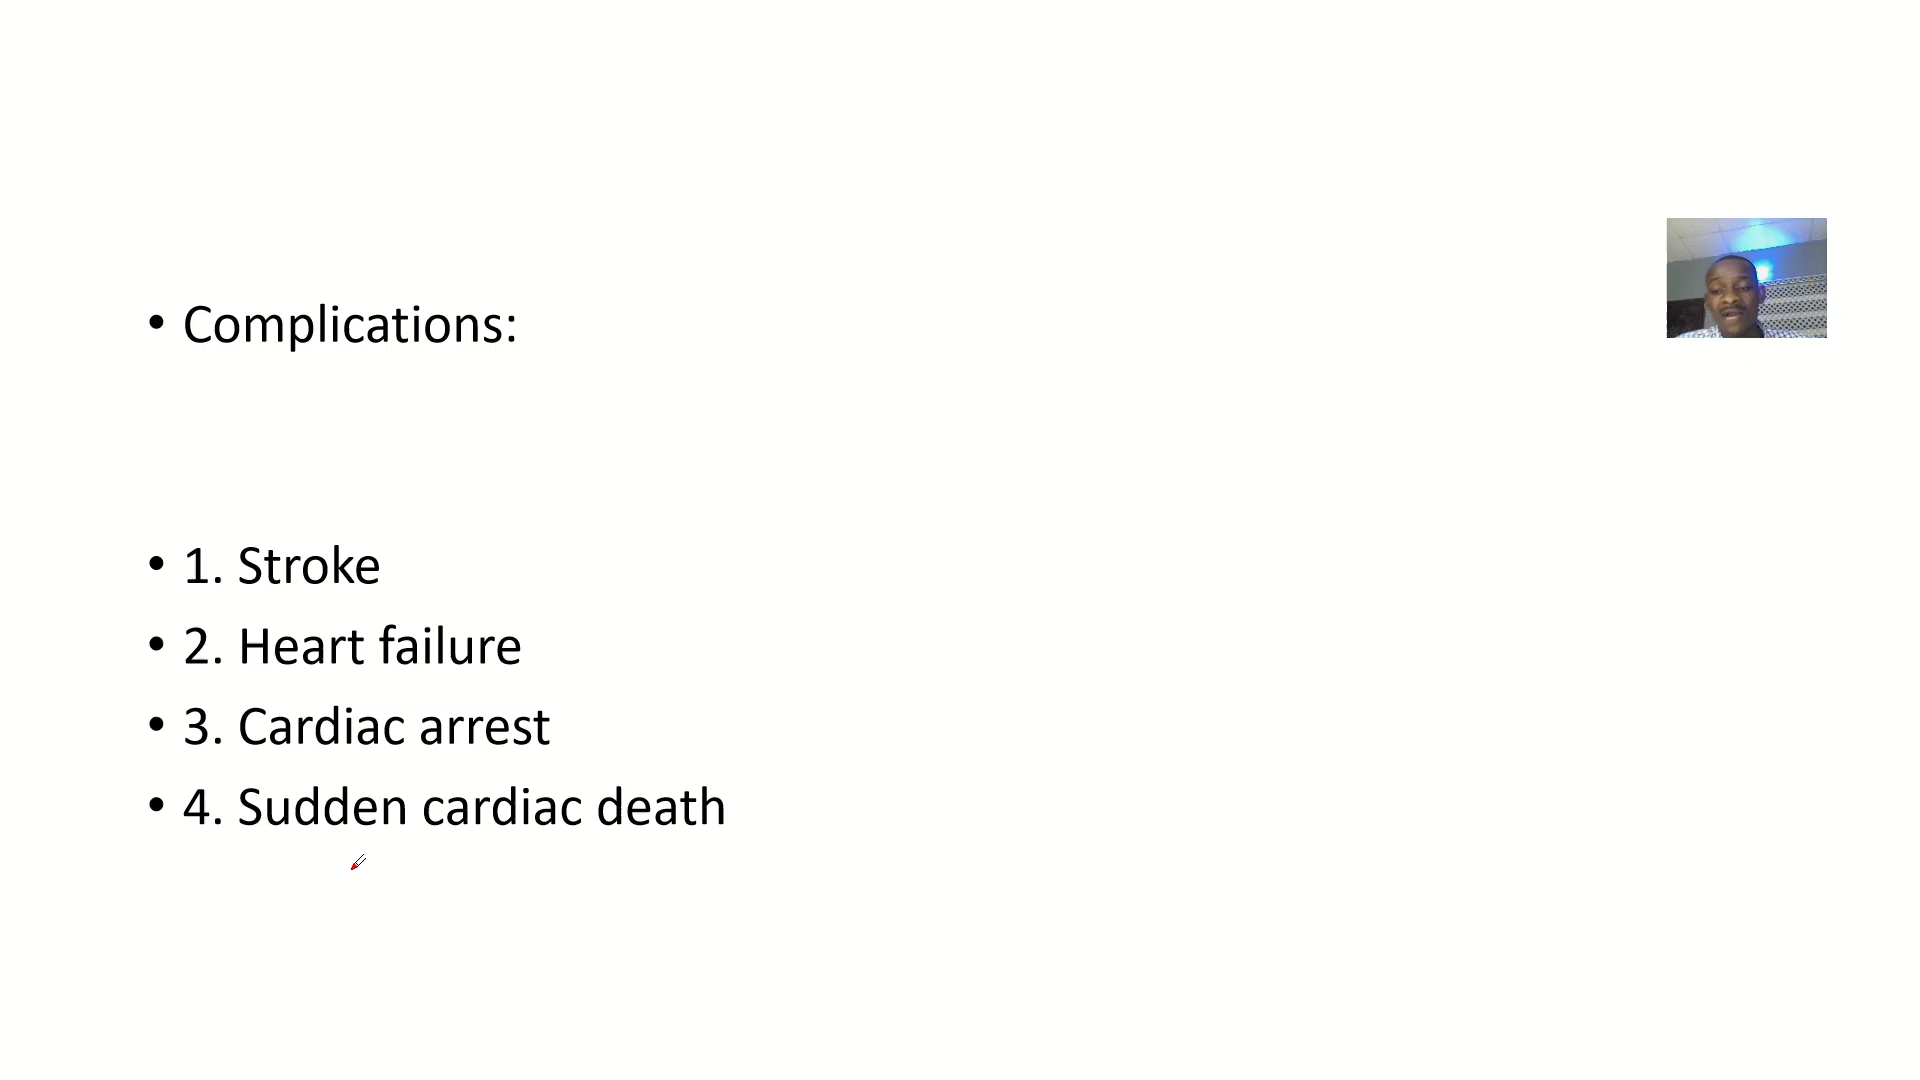 • Complications:
• 1. Stroke
• 2. Heart failure
• 3. Cardiac arrest
• 4. Sudden cardiac death